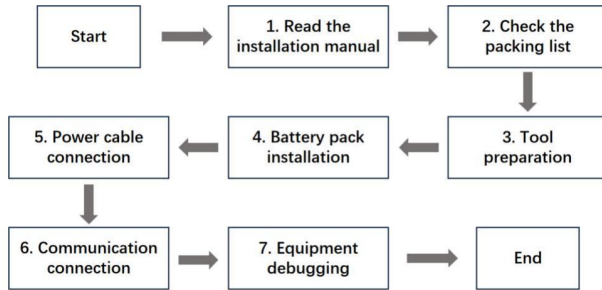 Start
1. Read the
installation manual
2. Check the
packing list
3. Tool
preparation
4. Battery pack
installation
5. Power cable
connection
6. Communication
connection
7. Equipment
debugging
End